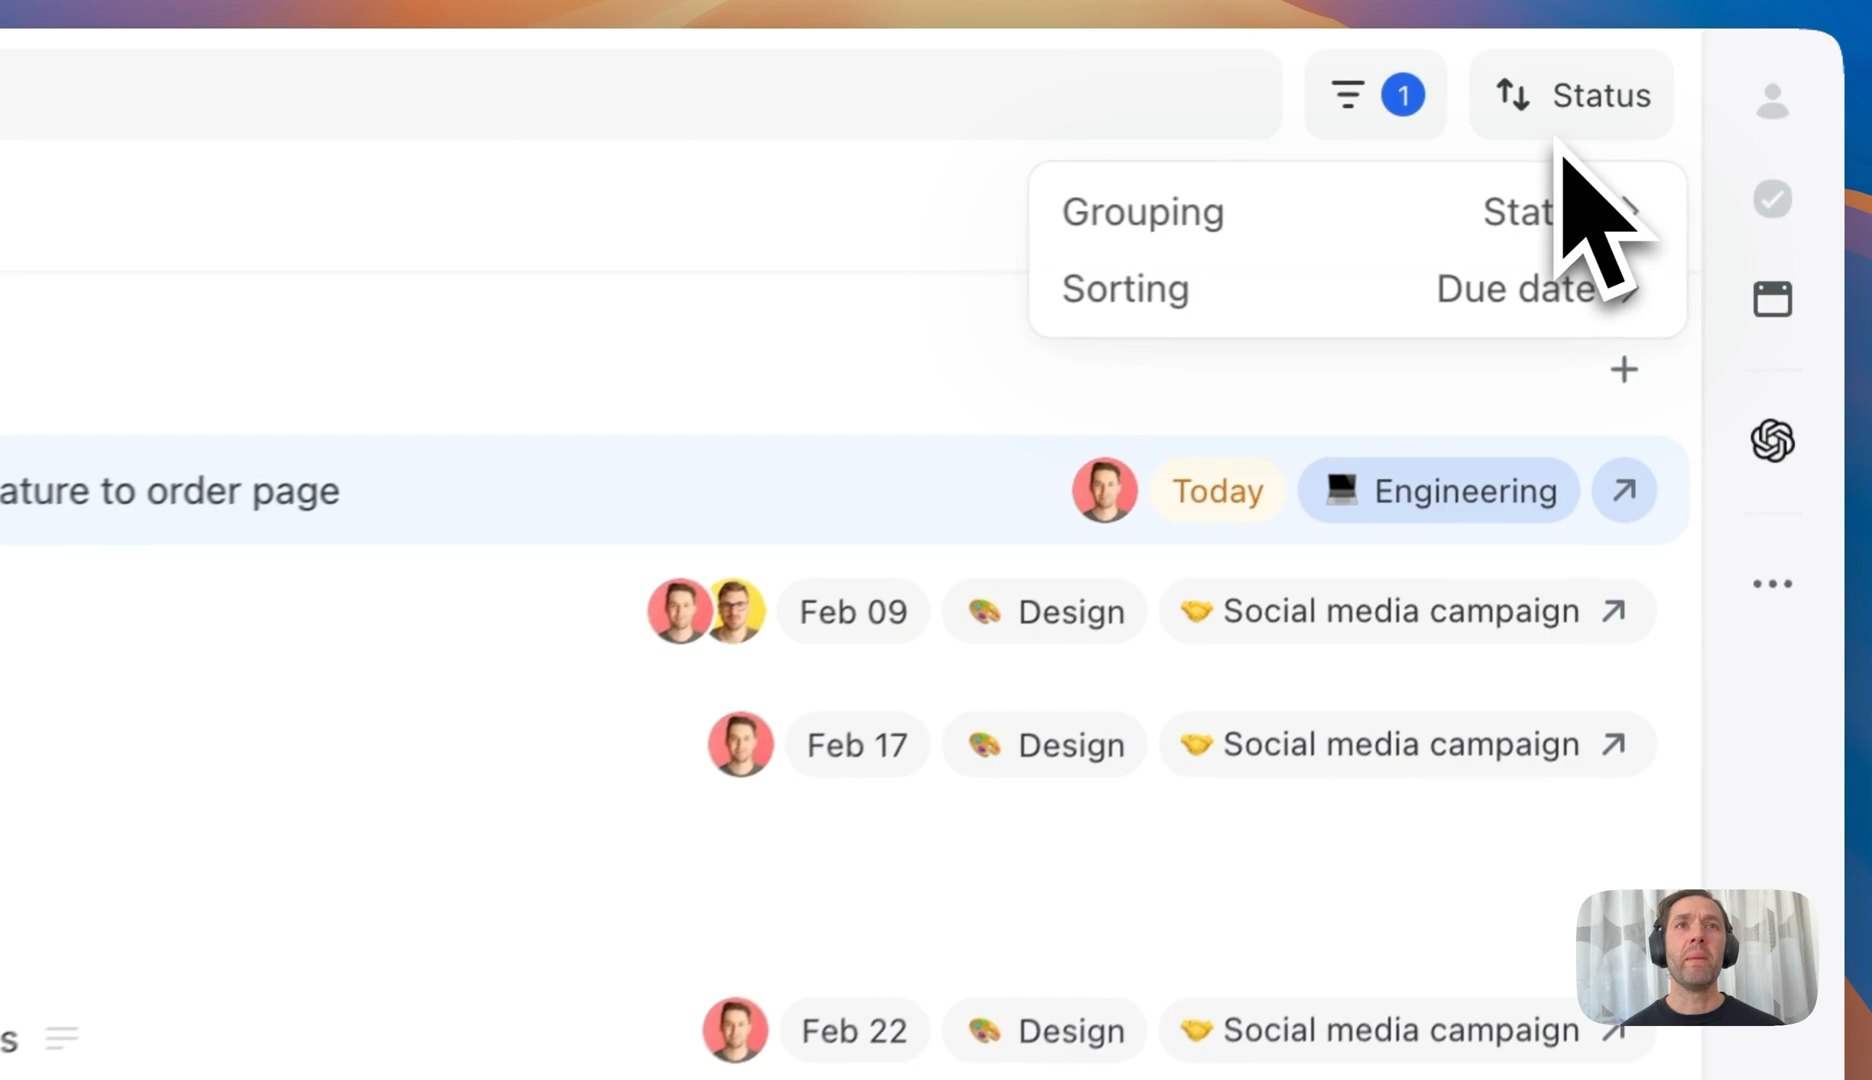 1
Status
Grouping
Sorting Due date
ature to order page Today Engineering
Feb 09 Design Social media campaign
Feb 17 Design Social media campaign
s Feb 22 Design Social media campaign